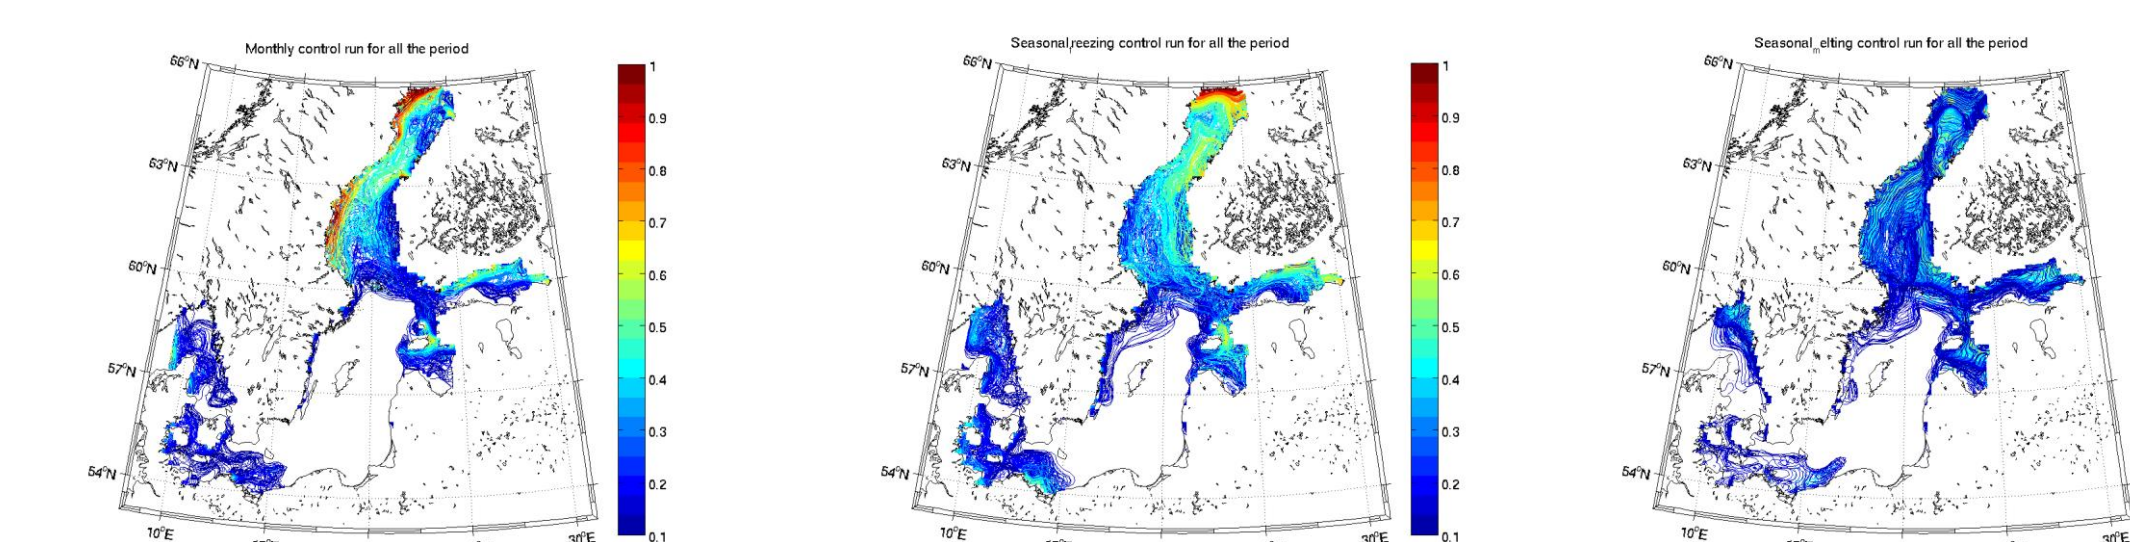 Monthly control run for all the period
66°N
63°N
60°N
57°N
54°N
10°E
30°E
1
0.9
0.8
0.7
0.6
0.5
0.4
0.3
0.2
0.1
Seasonal_freezing control run for all the period
66°N
63°N
60°N
57°N
54°N
10°E
30°E
1
0.9
0.8
0.7
0.6
0.5
0.4
0.3
0.2
0.1
Seasonal_melting control run for all the period
66°N
63°N
60°N
57°N
54°N
10°E
30°E